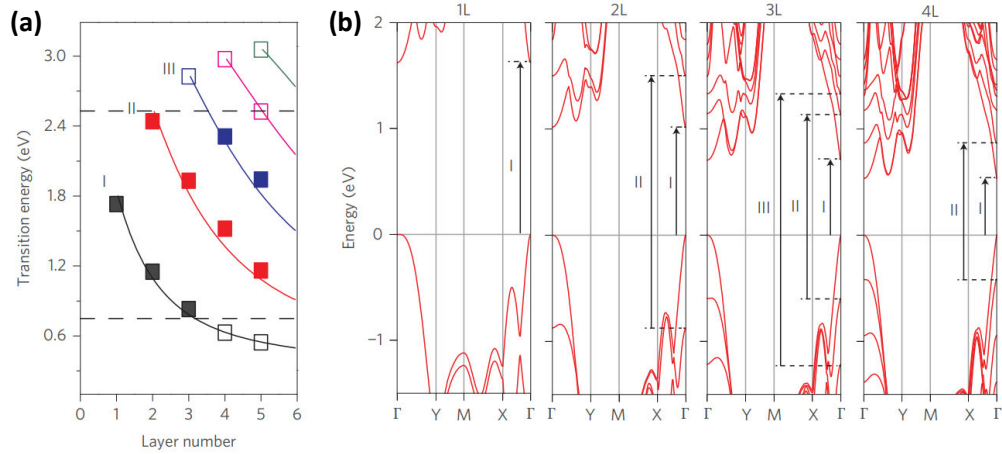 (a)
Transition energy (eV)
3.0
2.4
1.8
1.2
0.6
III
II
I
0 1 2 3 4 5 6
Layer number
(b)
1L 2L 3L 4L
Energy (eV)
2
1
0
−1
I
II
I
III
II
I
II
I
Γ Y M X Γ
Γ Y M X Γ
Γ Y M X Γ
Γ Y M X Γ